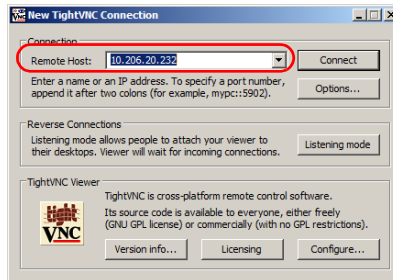 New TightVNC Connection
Connection
Remote Host: 10.206.20.232
Connect
Enter a name or an IP address. To specify a port number,
append it after two colons (for example, mypc::5902).
Options...
Reverse Connections
Listening mode allows people to attach your viewer to
their desktops. Viewer will wait for incoming connections.
Listening mode
TightVNC Viewer
TightVNC is cross-platform remote control software.
Its source code is available to everyone, either freely
(GNU GPL license) or commercially (with no GPL restrictions).
tight
VNC
Version info...
Licensing
Configure...